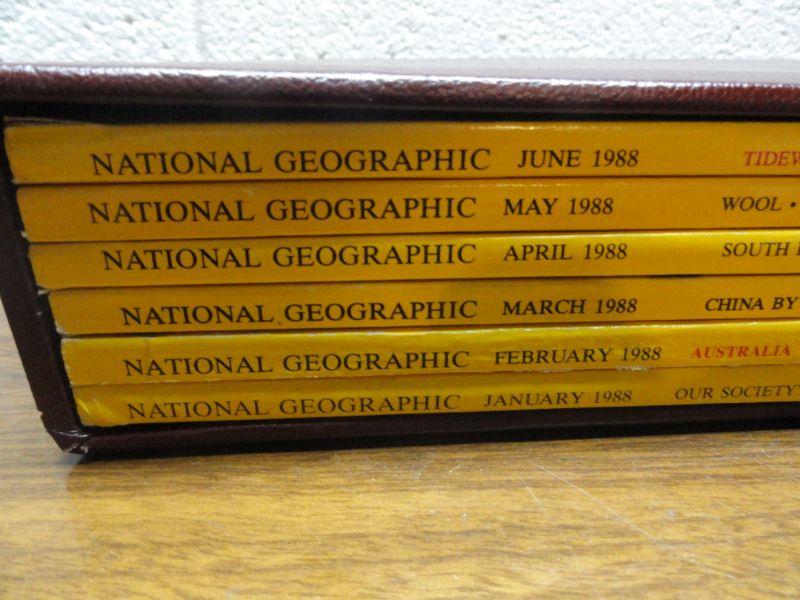 NATIONAL GEOGRAPHIC JUNE 1988
NATIONAL GEOGRAPHIC MAY 1988 WOOL •
NATIONAL GEOGRAPHIC APRIL 1988 SOUTH
NATIONAL GEOGRAPHIC MARCH 1988 CHINA BY
NATIONAL GEOGRAPHIC FEBRUARY 1988 AUSTRALIA
NATIONAL GEOGRAPHIC JANUARY 1988 OUR SOCIETY'